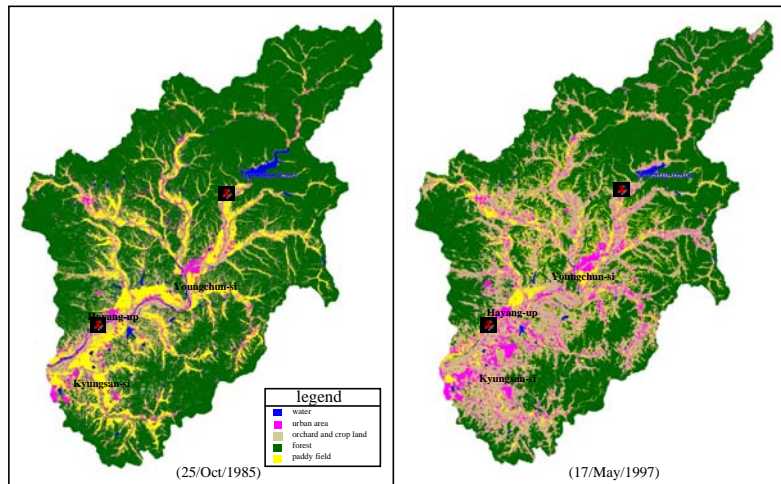 Youngchun-si
Hayang-up
Kyungsan-si
legend
water
urban area
orchard and crop land
forest
paddy field
(25/Oct/1985)
Youngchun-si
Hayang-up
Kyungsan-si
(17/May/1997)